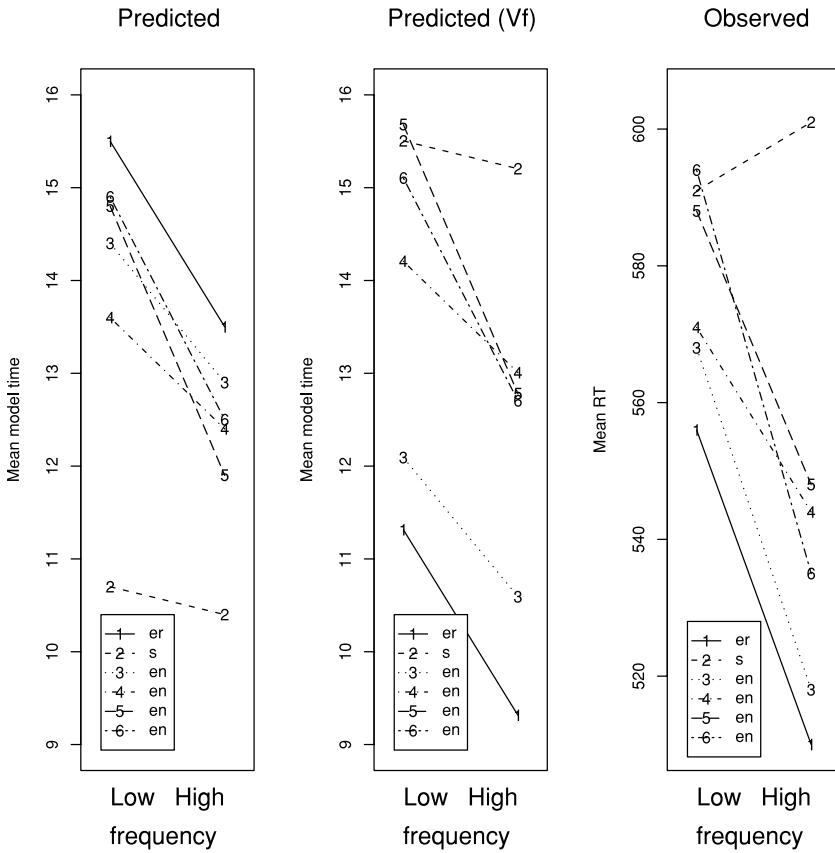 Predicted
Mean model time
16
15
14
13
12
11
10
9
1
6
5
3
4
2
1
3
6
4
5
2
1 er
2 s
3 en
4 en
5 en
6 en
Low High
frequency
Predicted (Vf)
Mean model time
16
15
14
13
12
11
10
9
5
2
6
4
3
1
2
4
5
6
3
1
1 er
2 s
3 en
4 en
5 en
6 en
Low High
frequency
Observed
Mean RT
600
580
560
540
520
6
2
5
4
3
1
2
5
4
6
3
1
1 er
2 s
3 en
4 en
5 en
6 en
Low High
frequency